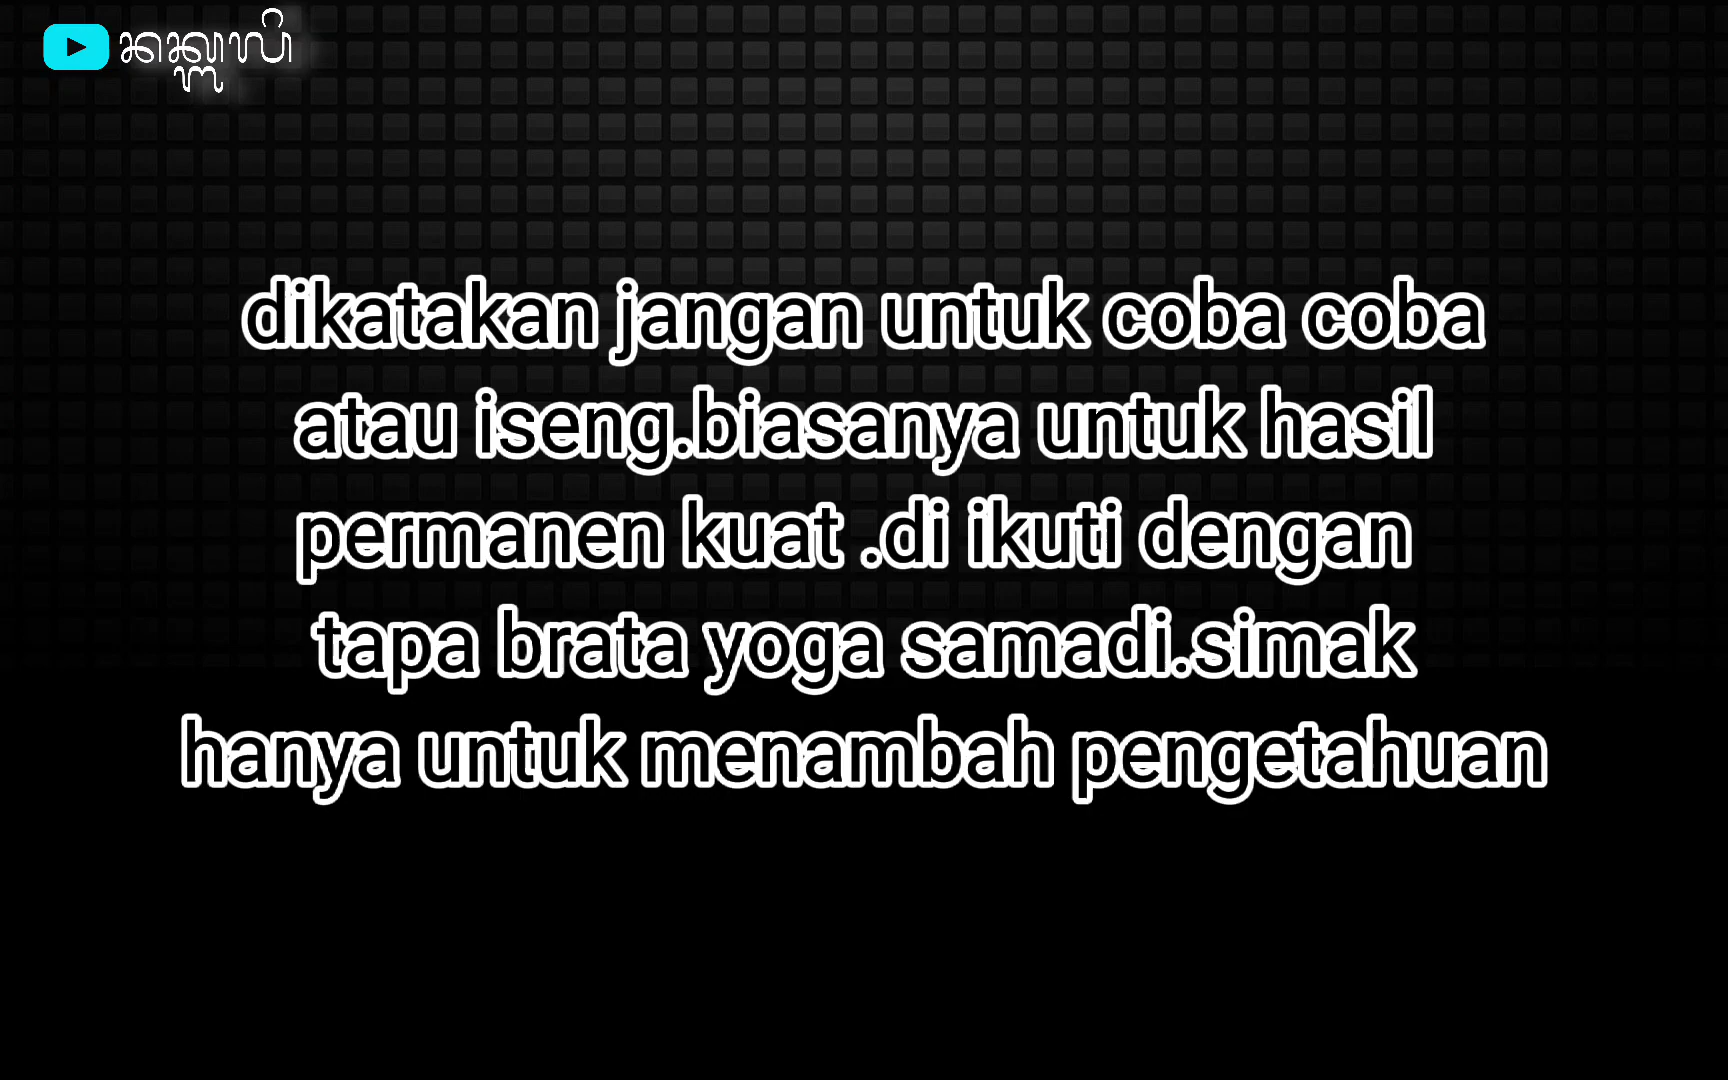 dikatakan jangan untuk coba coba
atau iseng.biasanya untuk hasil
permanen kuat .di ikuti dengan
tapa brata yoga samadi.simak
hanya untuk menambah pengetahuan